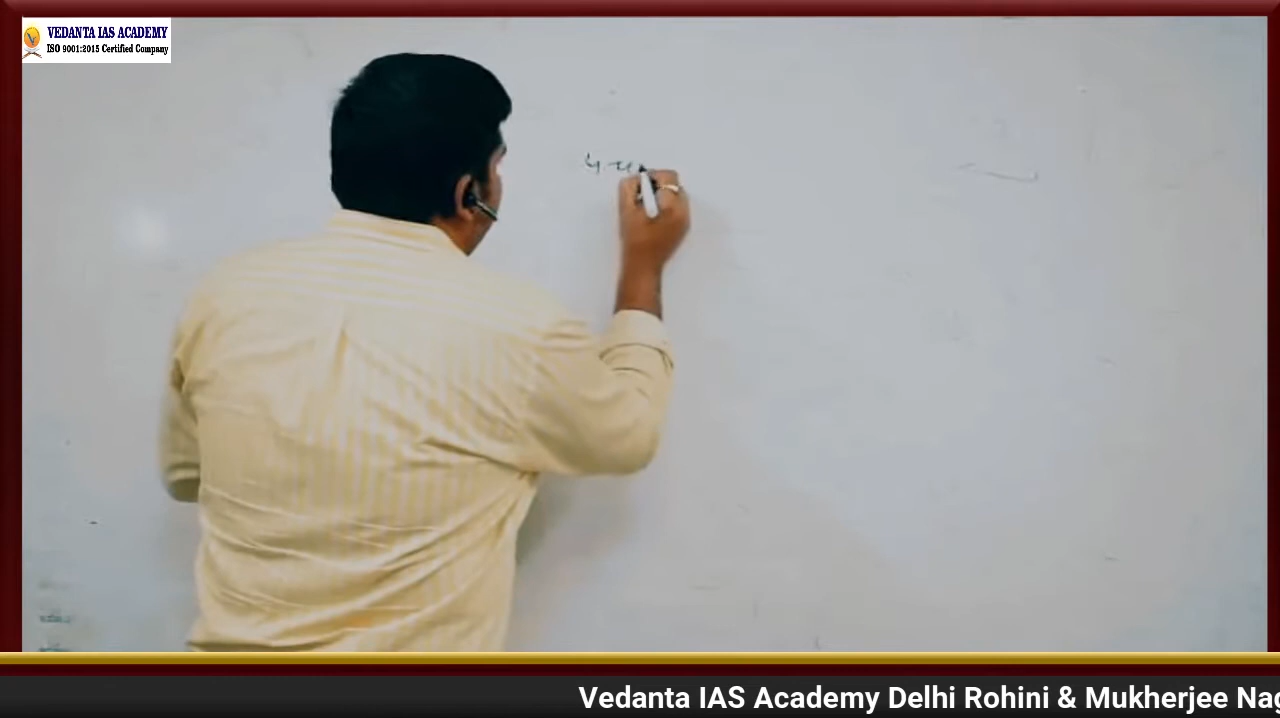 VEDANTA IAS ACADEMY
ISO 9001:2015 Certified Company
Vedanta IAS Academy Delhi Rohini & Mukherjee Nag